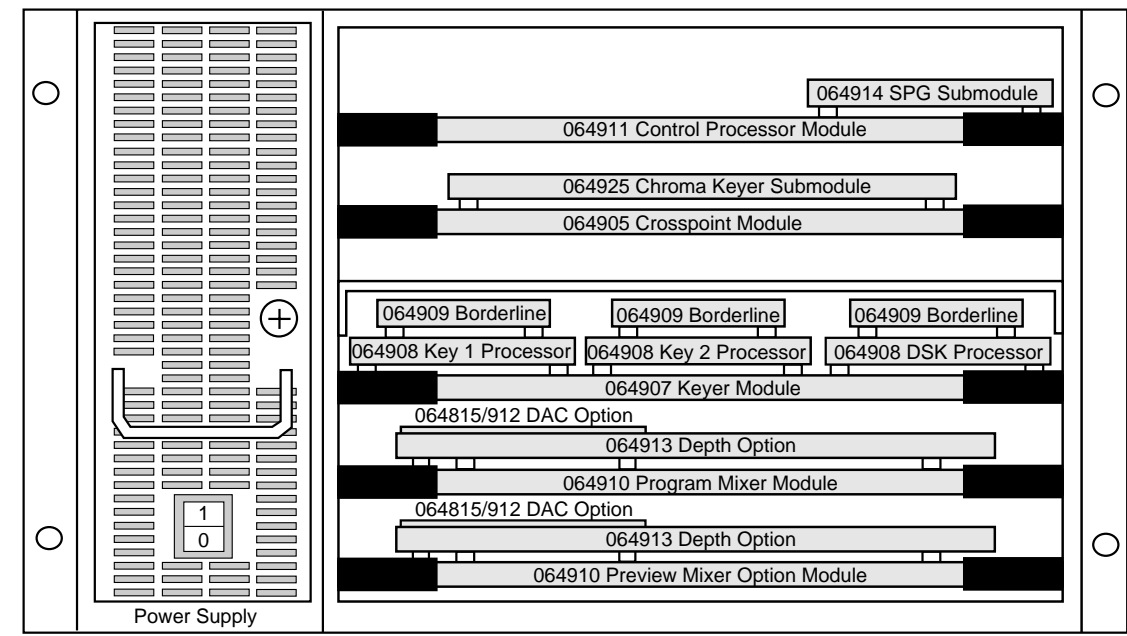 064914 SPG Submodule
064911 Control Processor Module
064925 Chroma Keyer Submodule
064905 Crosspoint Module
064909 Borderline
064909 Borderline
064909 Borderline
064908 Key 1 Processor
064908 Key 2 Processor
064908 DSK Processor
064907 Keyer Module
064815/912 DAC Option
064913 Depth Option
064910 Program Mixer Module
064815/912 DAC Option
064913 Depth Option
064910 Preview Mixer Option Module
1
0
Power Supply